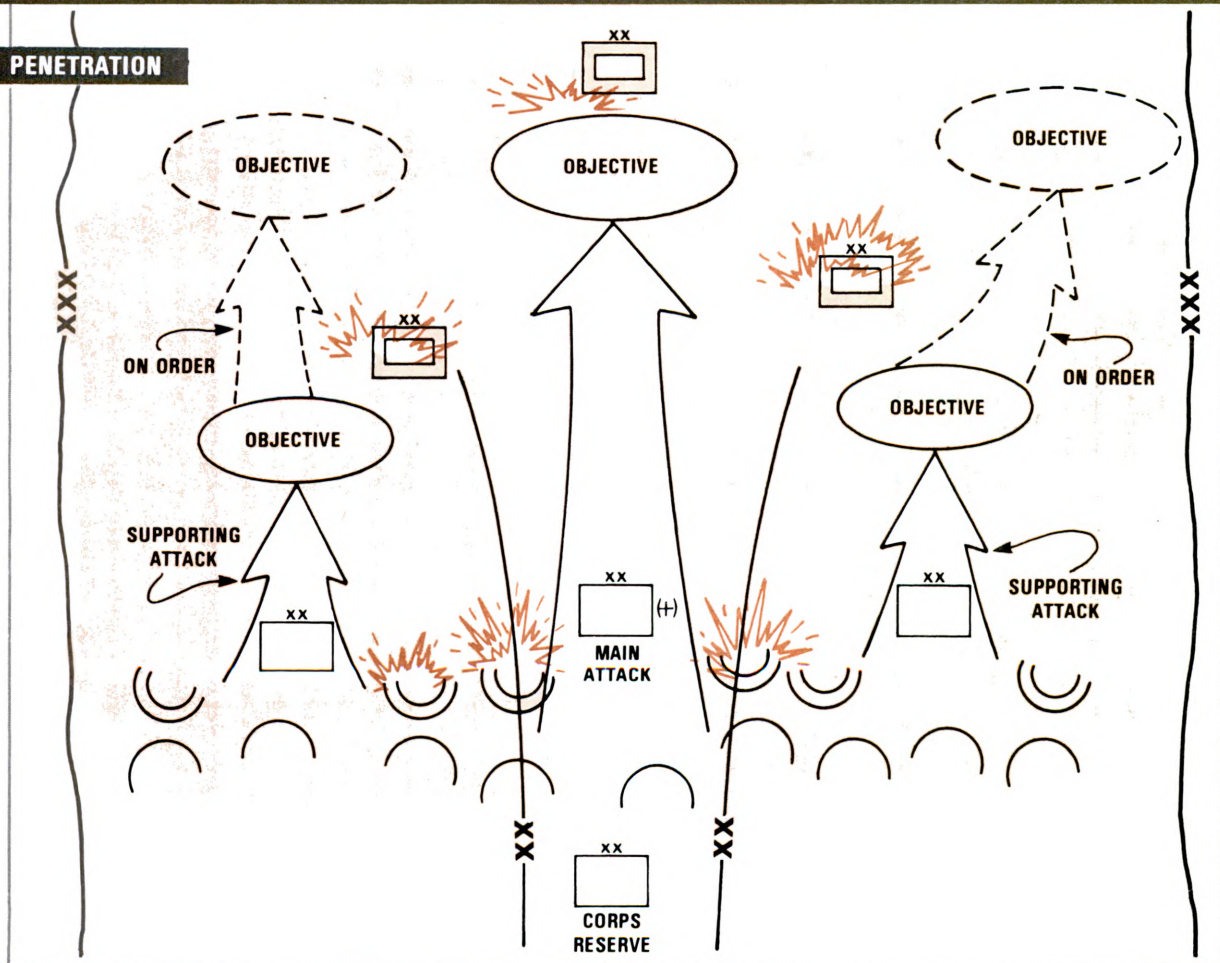 PENETRATION
XX
OBJECTIVE
OBJECTIVE
OBJECTIVE
XX
XX
XXX
XXX
ON ORDER
ON ORDER
OBJECTIVE
OBJECTIVE
SUPPORTING
ATTACK
XX
XX
(+)
MAIN
ATTACK
XX
SUPPORTING
ATTACK
XX
XX
XX
CORPS
RESERVE